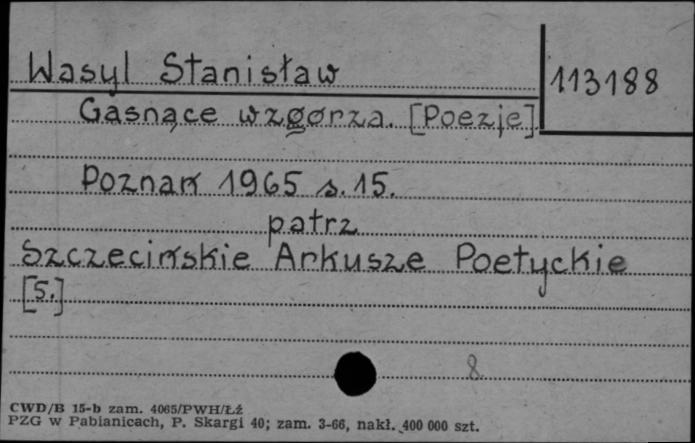 Wasyl Stanisław
113188
Gasnące wzgórza. [Poezje]
Poznań 1965 s. 15.
patrz
Szczecińskie Arkusze Poetyckie
[5.]
8
CWD/B 15-b zam. 4065/PWH/Łź
PZG w Pabianicach, P. Skargi 40; zam. 3-66, nakł. 400 000 szt.